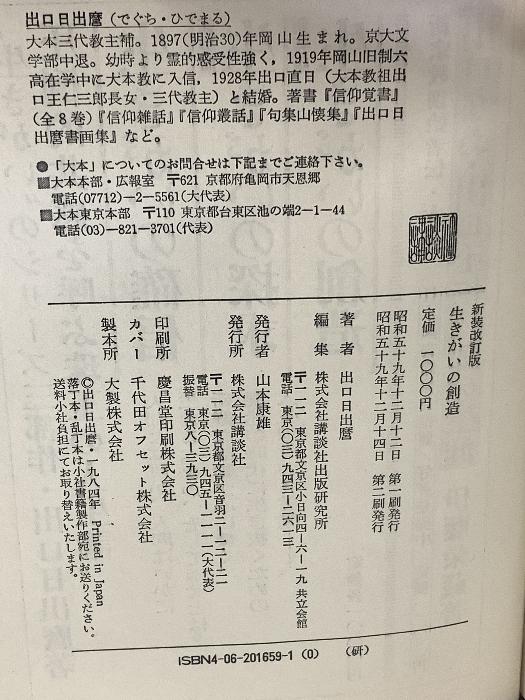 出口日出麿（でぐち・ひでまる）
大本三代教主補。1897(明治30)年岡山生まれ。京大文
学部中退。幼時より霊的感受性強く，1919年岡山旧制六
高在学中に大本教に入信，1928年出口直日（大本教祖出
口王仁三郎長女・三代教主）と結婚。著書『信仰覚書』
(全８巻)『信仰雑話』『信仰叢話』『句集山懐集』『出口日
出麿書画集』など。
●「大本」についてのお問合せは下記までご連絡下さい。
■大本本部・広報室　〒621 京都府亀岡市天恩郷
電話(07712)―2―5561(大代表)
■大本東京本部　〒110 東京都台東区池の端2―1―44
電話(03)―821―3701(代表)
新装改訂版
生きがいの創造
定価　一〇〇〇円
昭和五十九年十二月十二日　第一刷発行
昭和五十九年十二月十四日　第二刷発行
著者　出口日出麿
編集　株式会社講談社出版研究所
〒一一二　東京都文京区小日向四―六―一九　共立会館
電話　東京(〇三)九四三―二六一三
発行者　山本康雄
発行所　株式会社講談社
〒一一二　東京都文京区音羽二―一二―二一
電話　東京(〇三)九四五―一一一一(大代表)
振替　東京八―三九三〇
印刷所　慶昌堂印刷株式会社
カバー　千代田オフセット株式会社
製本所　大製株式会社
©出口日出麿・一九八四年　Printed in Japan
落丁本・乱丁本は小社書籍製作部宛にお送りください。
送料小社負担にてお取り替えいたします。
ISBN4-06-201659-1 (0)　(研)